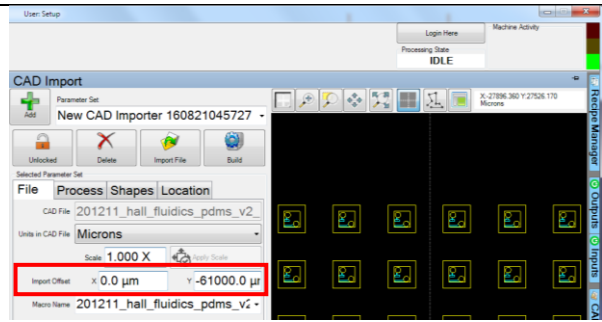 User: Setup
Login Here
Machine Activity
Processing State
IDLE
CAD Import
Add
Parameter Set
New CAD Importer 160821045727
X:-27896.360 Y:27526.170
Microns
Unlocked
Delete
Import File
Build
Selected Parameter Set
File Process Shapes Location
CAD File 201211_hall_fluidics_pdms_v2_
Units in CAD File Microns
Scale 1.000 X Apply Scale
Import Offset X 0.0 µm Y -61000.0 µm
Macro Name 201211_hall_fluidics_pdms_v2
Recipe Manager
Outputs
Inputs
CA